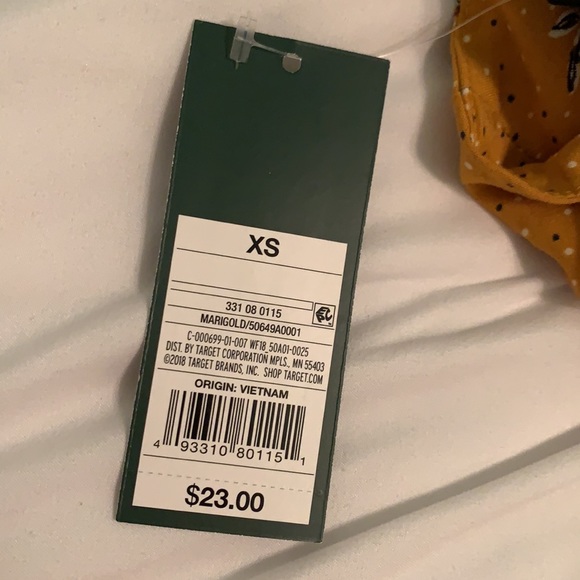 XS
331 08 0115
MARIGOLD/50649A0001
C-000699-01-007 WF18_50A01-0025
DIST. BY TARGET CORPORATION MPLS., MN 55403
©2018 TARGET BRANDS, INC. SHOP TARGET.COM
ORIGIN: VIETNAM
4 93310 80115 1
$23.00